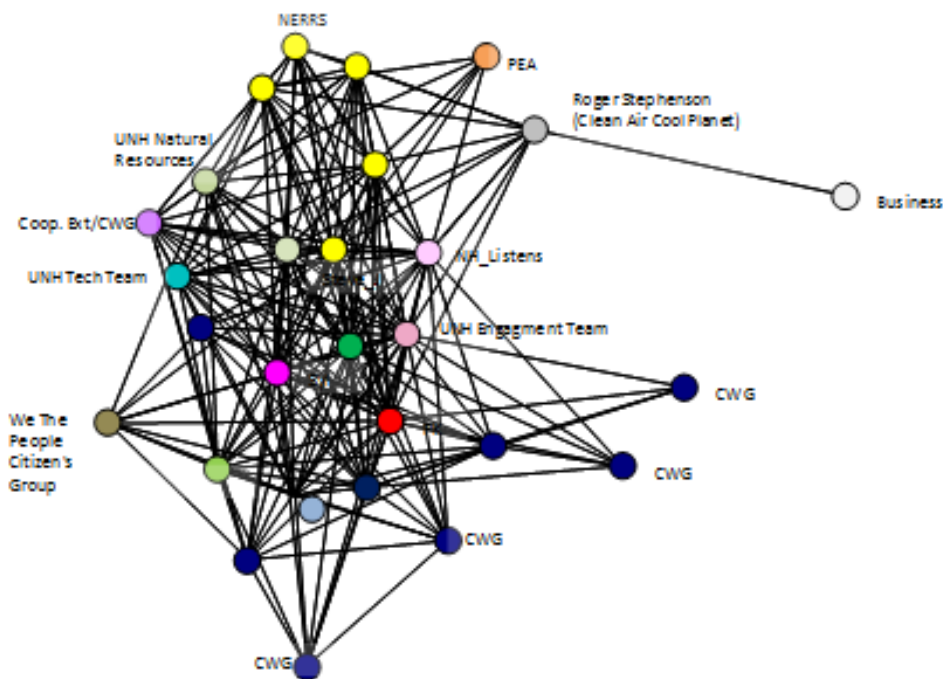 NERRS
PEA
Roger Stephenson
(Clean Air Cool Planet)
UNH Natural
Resources
Business
Coop. Ext/CWG
NH_Listens
UNH Tech Team
UNH Engagment Team
CWG
We The
People
Citizen's
Group
CWG
CWG
CWG